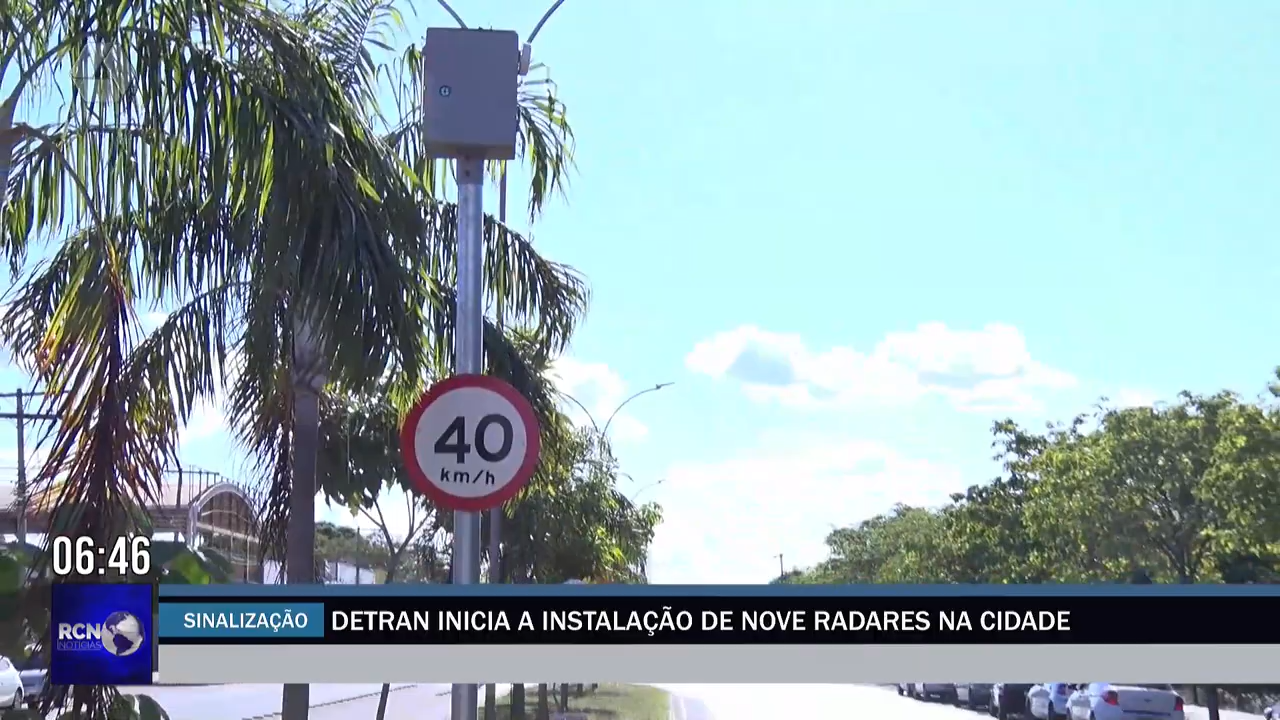 40
km/h
06:46
RCN
NOTÍCIAS
SINALIZAÇÃO
DETRAN INICIA A INSTALAÇÃO DE NOVE RADARES NA CIDADE